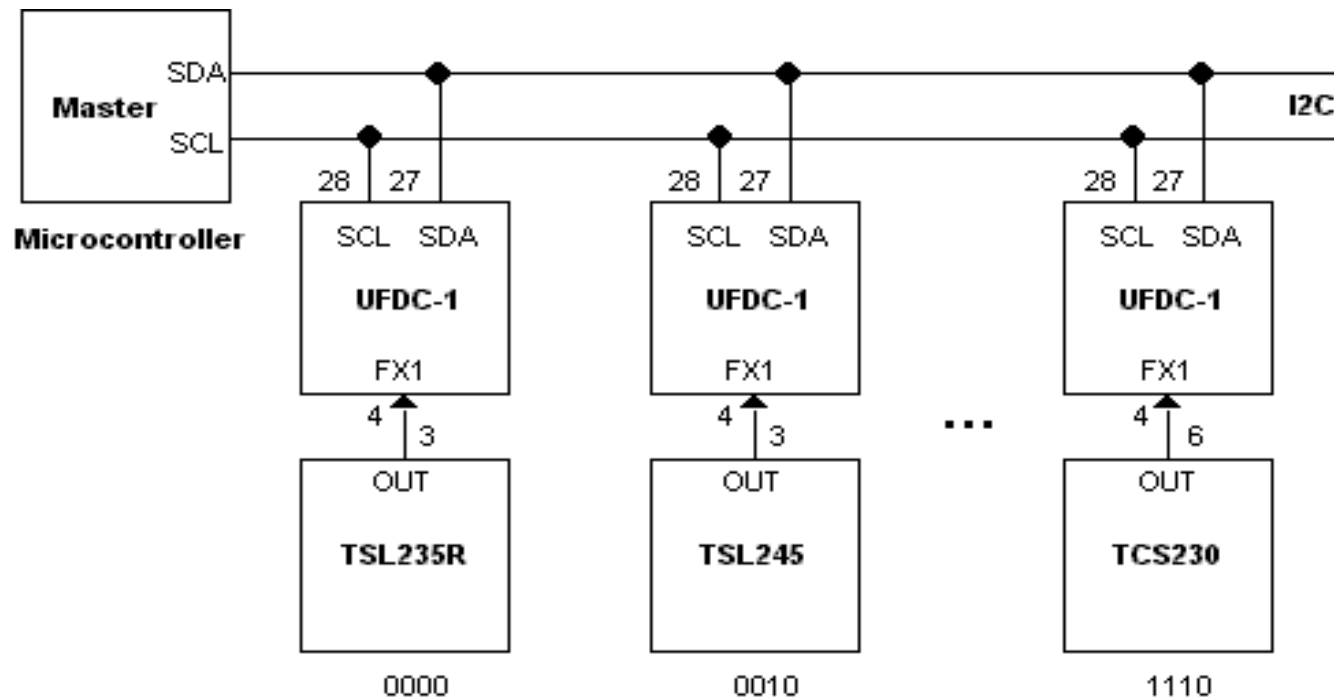 SDA
Master
I2C
SCL
28 27
28 27
28 27
Microcontroller
SCL SDA
SCL SDA
SCL SDA
UFDC-1
UFDC-1
UFDC-1
FX1
FX1
FX1
4
3
4
3
...
4
6
OUT
OUT
OUT
TSL235R
TSL245
TCS230
0000
0010
1110